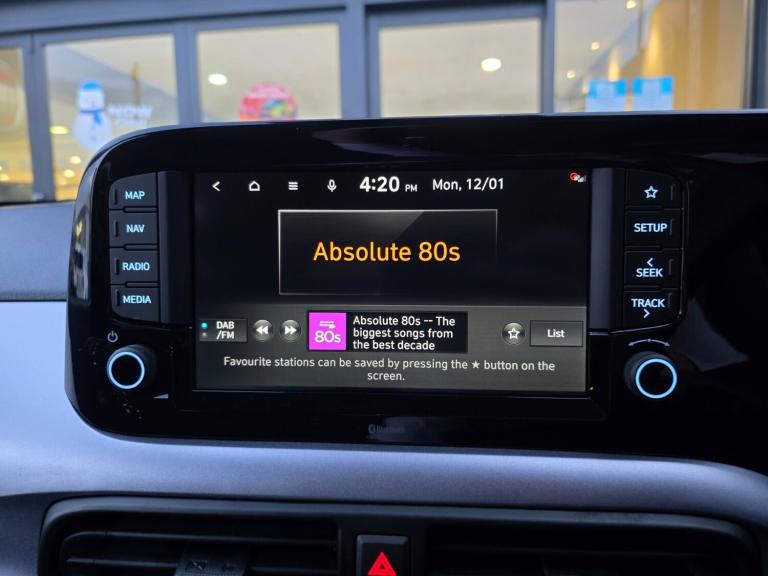 NOW
MAP
NAV
RADIO
MEDIA
4:20 PM Mon, 12/01
Absolute 80s
DAB
/FM
80s
Absolute 80s -- The
biggest songs from
the best decade
List
Favourite stations can be saved by pressing the ★ button on the
screen.
SETUP
<
SEEK
TRACK
>
Bluetooth